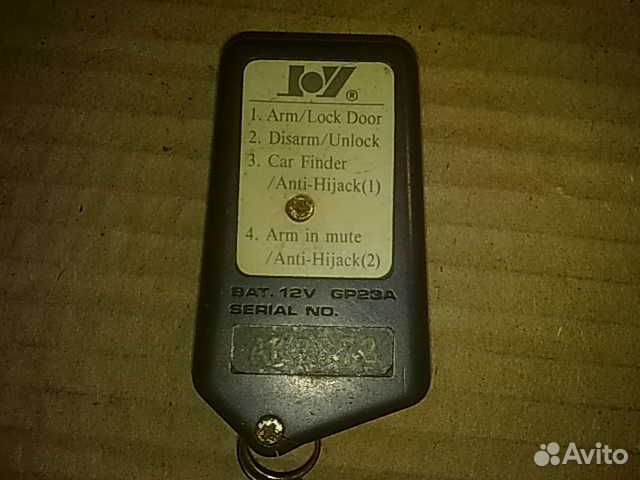 JOY ®
1. Arm/Lock Door
2. Disarm/Unlock
3. Car Finder
/Anti-Hijack(1)
4. Arm in mute
/Anti-Hijack(2)
BAT. 12V GP23A
SERIAL NO.
Avito